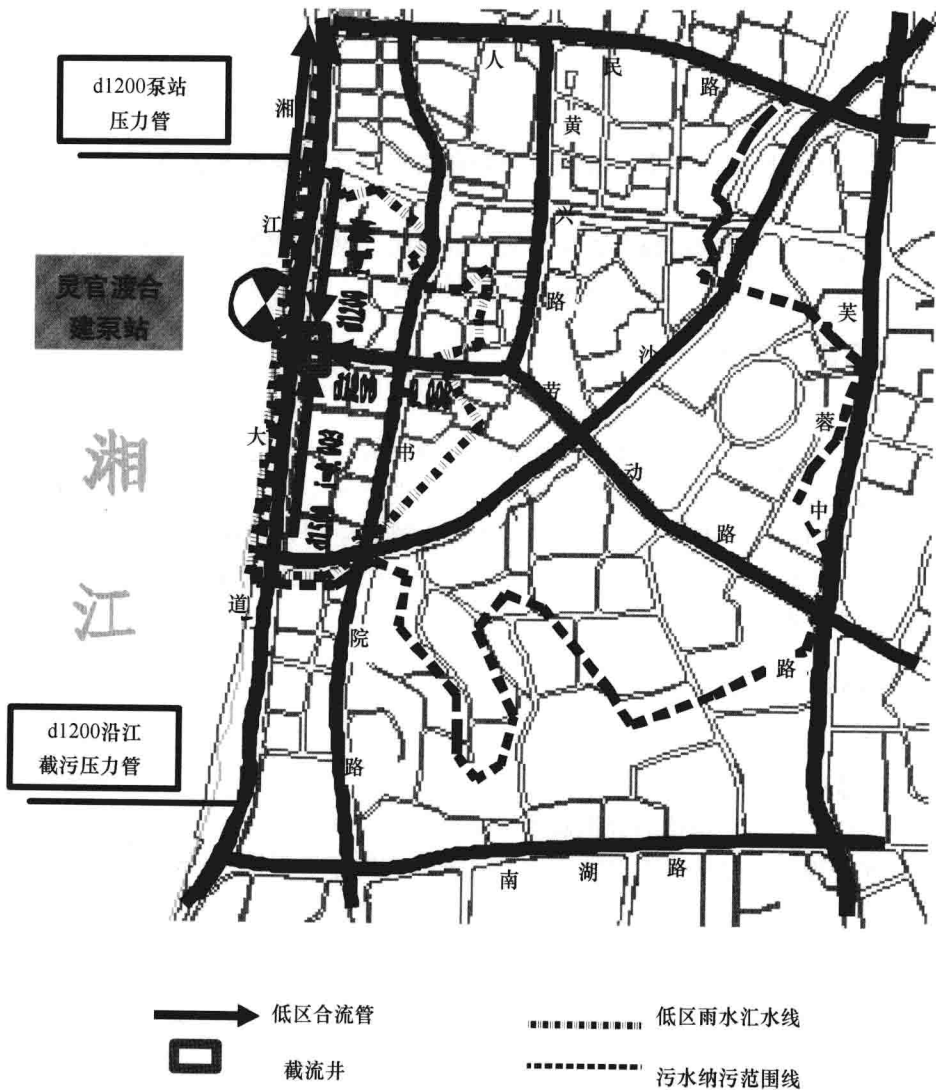 d1200泵站
压力管
人民路
湘江大道
黄兴路
灵官渡合
建泵站
d1200
芙蓉中路
劳动路
沙
书院路
湘江
d1200沿江
截污压力管
南湖路
低区合流管
低区雨水汇水线
截流井
污水纳污范围线